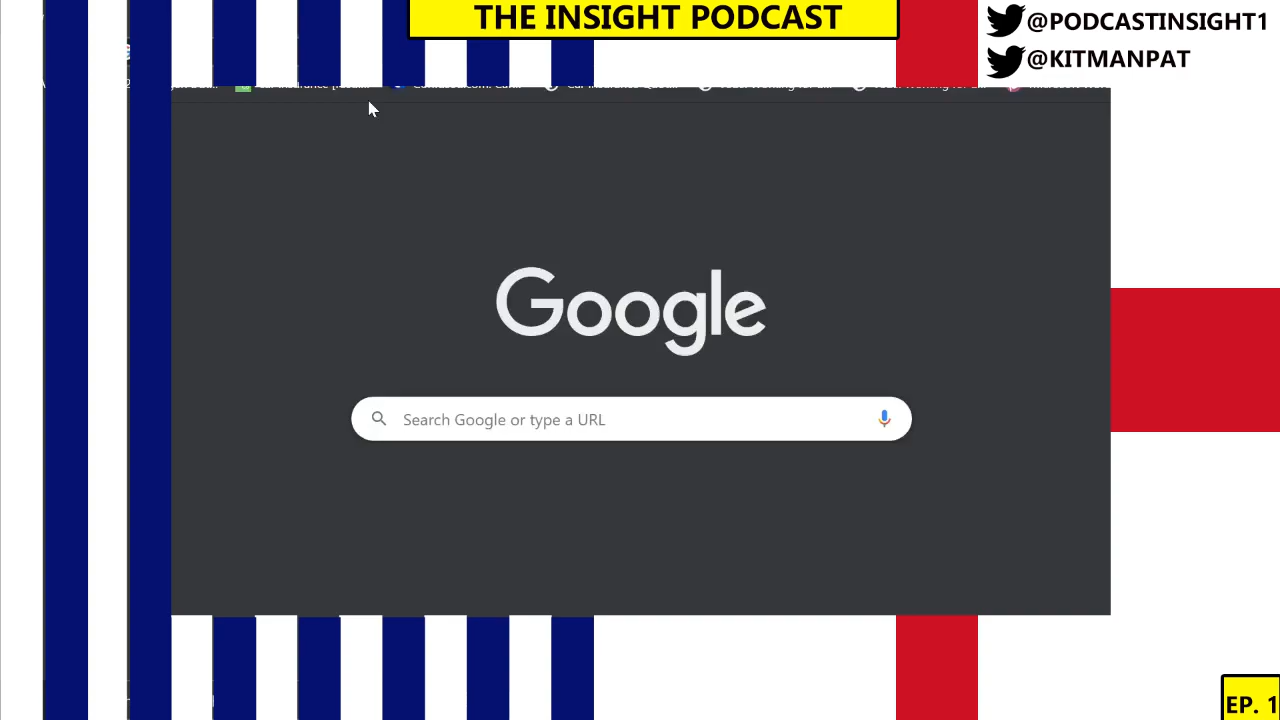 THE INSIGHT PODCAST
@PODCASTINSIGHT1
@KITMANPAT
Google
Search Google or type a URL
EP. 1